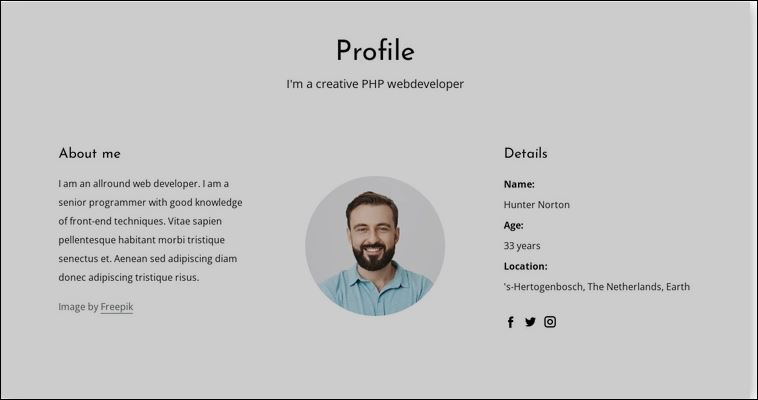 Profile
I'm a creative PHP webdeveloper
About me
I am an allround web developer. I am a
senior programmer with good knowledge
of front-end techniques. Vitae sapien
pellentesque habitant morbi tristique
senectus et. Aenean sed adipiscing diam
donec adipiscing tristique risus.
Image by Freepik
Details
Name:
Hunter Norton
Age:
33 years
Location:
's-Hertogenbosch, The Netherlands, Earth